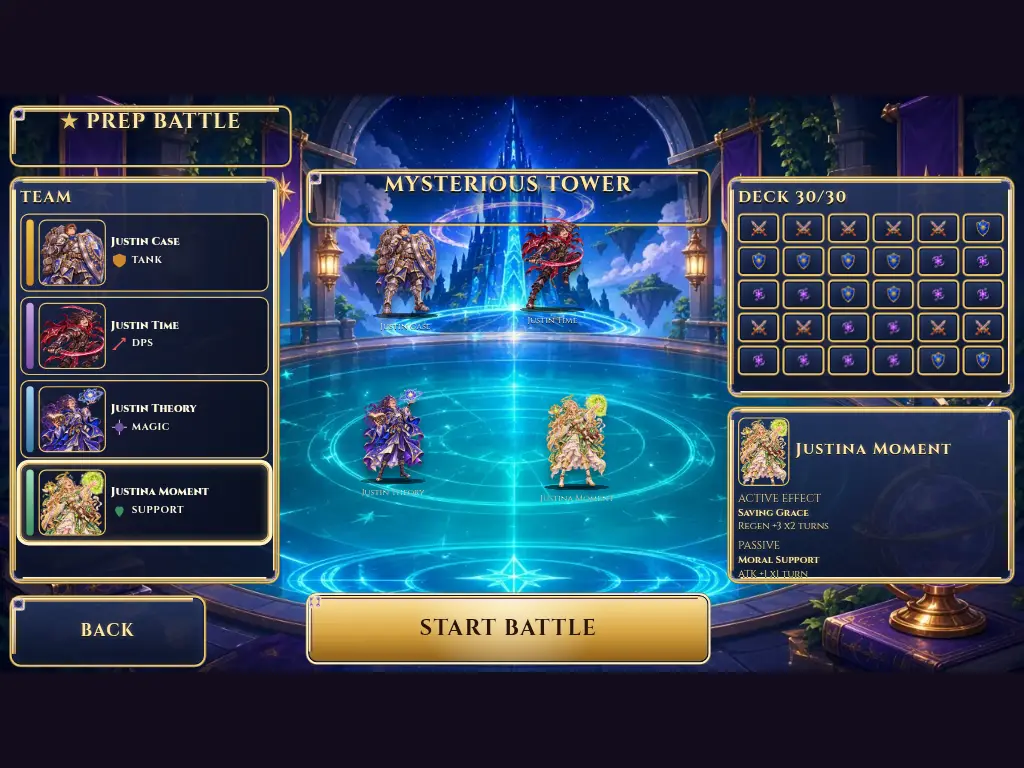 ★ PREP BATTLE
TEAM
JUSTIN CASE
TANK
JUSTIN TIME
DPS
JUSTIN THEORY
MAGIC
JUSTINA MOMENT
SUPPORT
BACK
MYSTERIOUS TOWER
JUSTIN CASE
JUSTIN TIME
JUSTIN THEORY
JUSTINA MOMENT
START BATTLE
DECK 30/30
JUSTINA MOMENT
ACTIVE EFFECT
SAVING GRACE
REGEN +3 X2 TURNS
PASSIVE
MORAL SUPPORT
ATK +1 X1 TURN